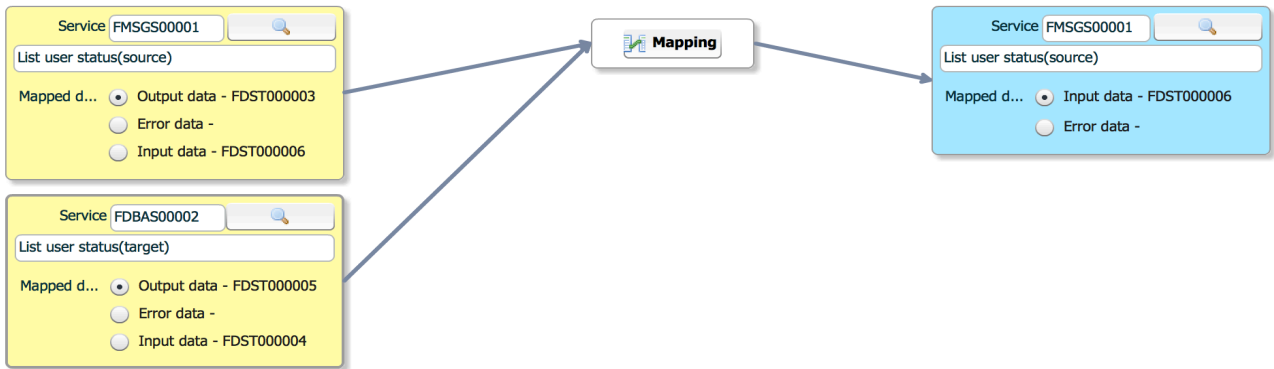 Service FMSGS00001
List user status(source)
Mapped d... Output data - FDST000003
Error data -
Input data - FDST000006
Service FDBAS00002
List user status(target)
Mapped d... Output data - FDST000005
Error data -
Input data - FDST000004
Mapping
Service FMSGS00001
List user status(source)
Mapped d... Input data - FDST000006
Error data -